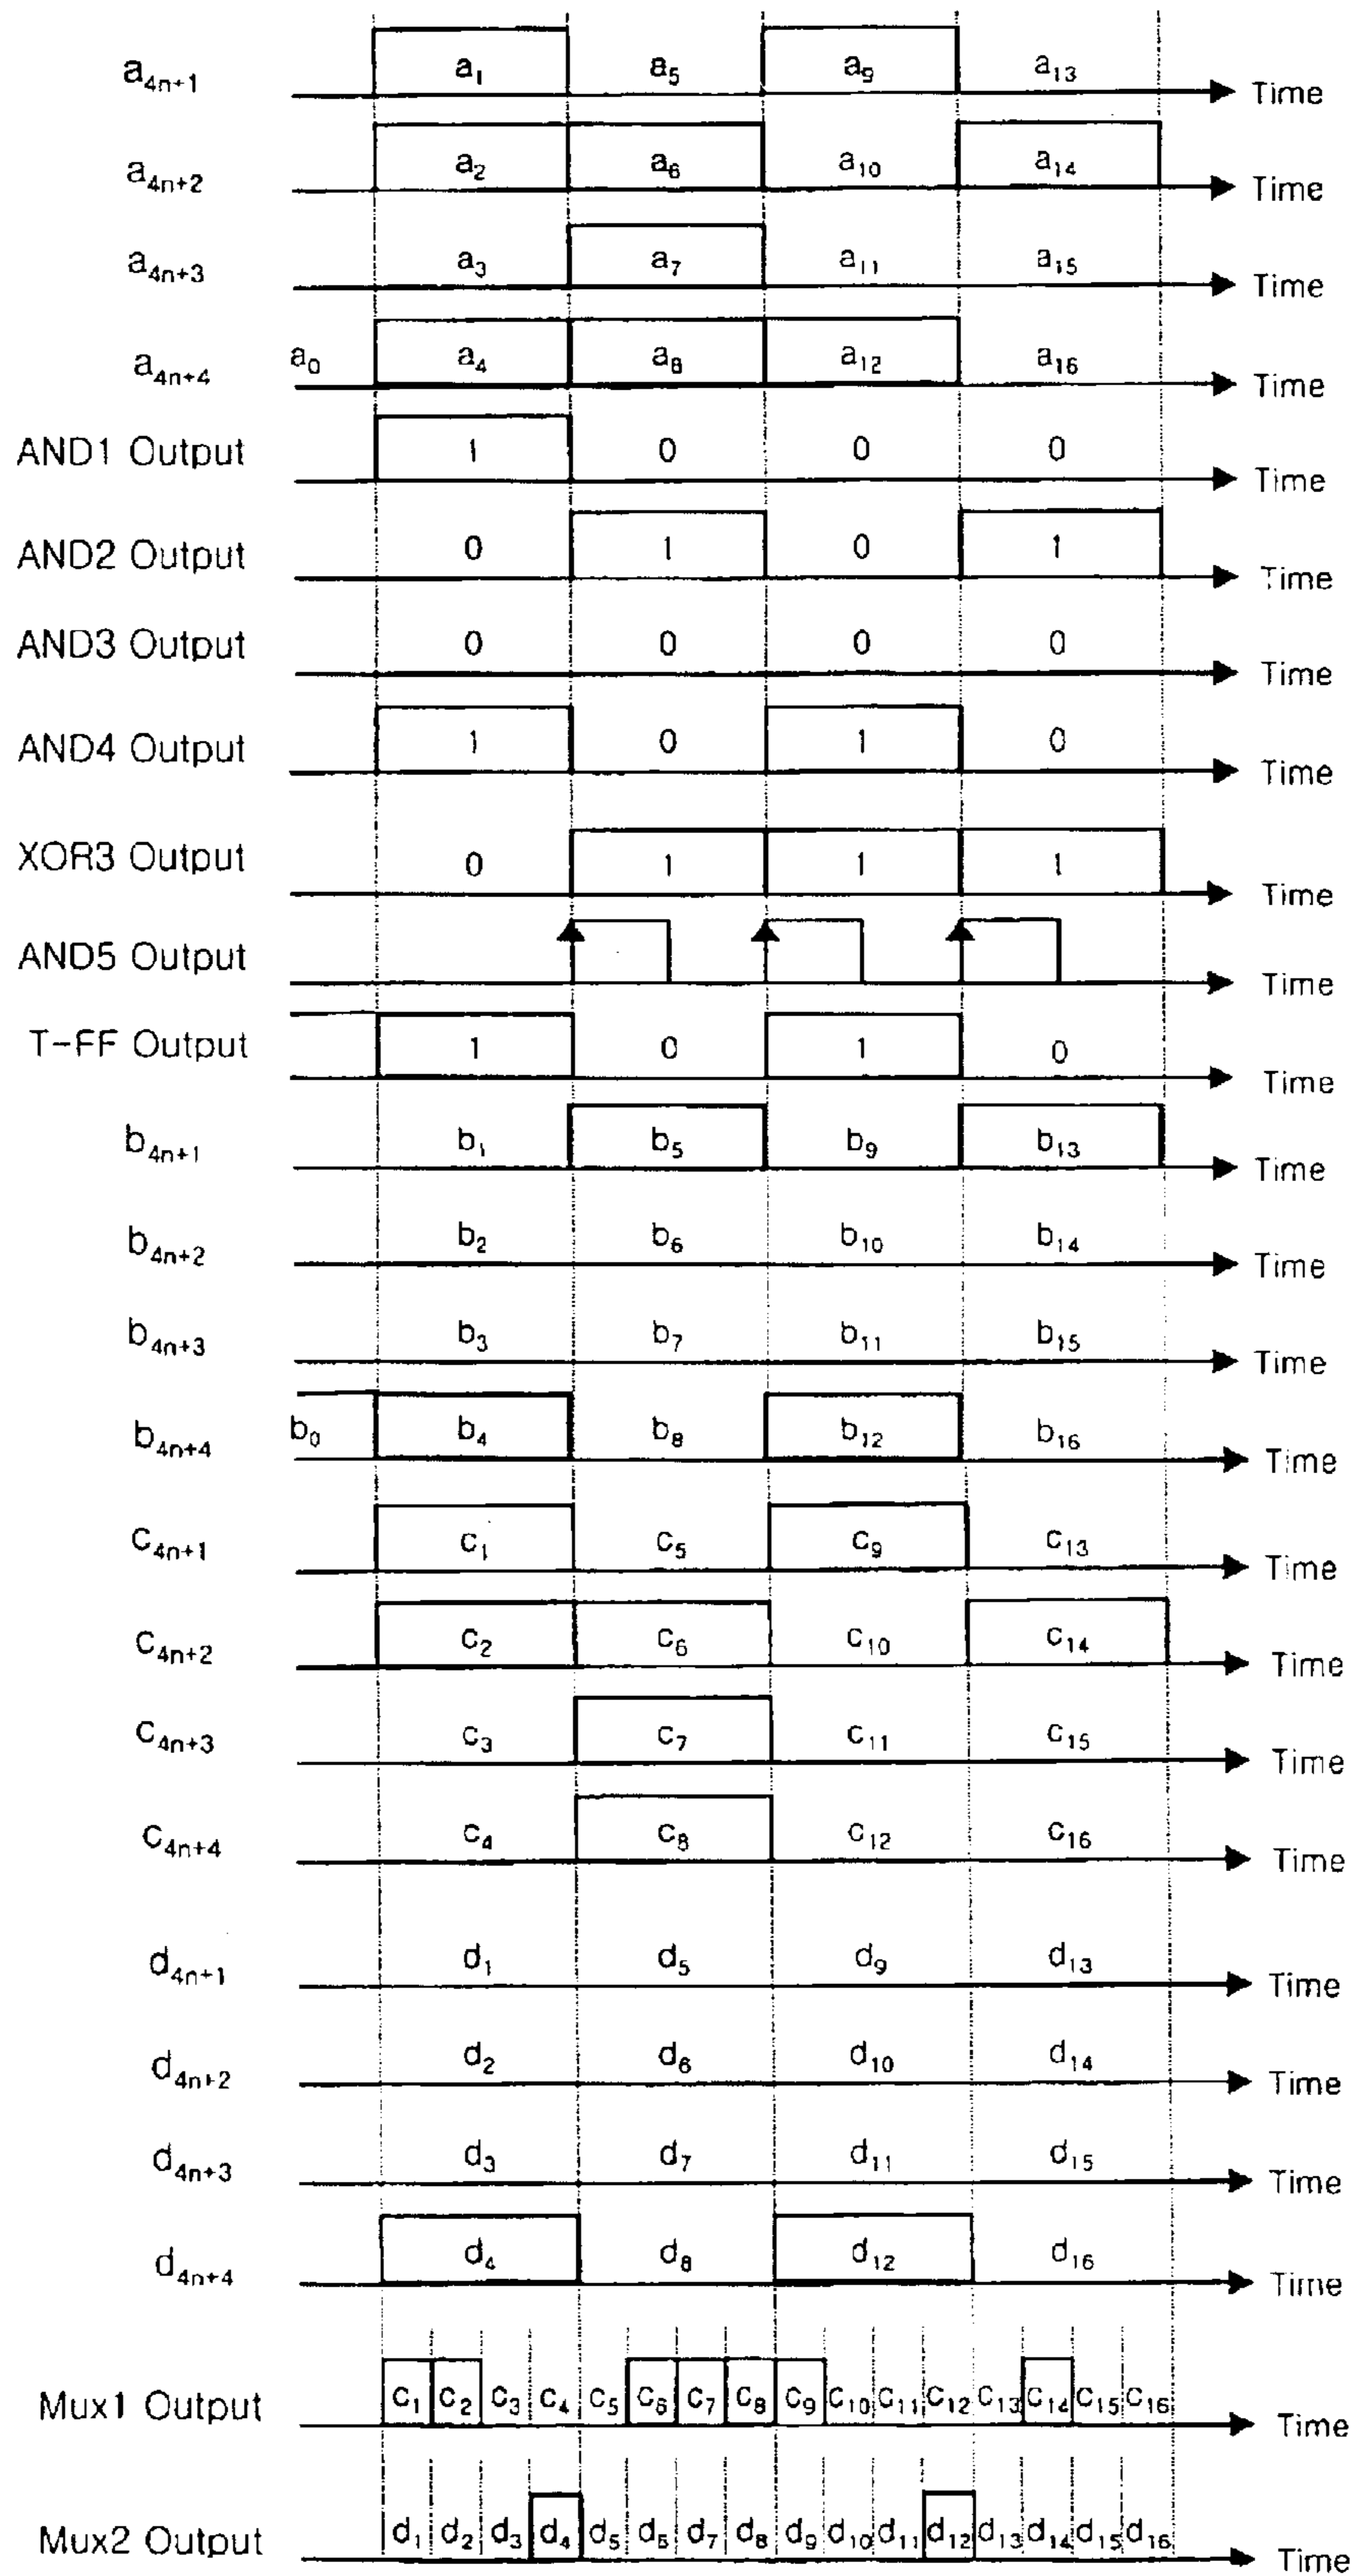 a₄ₙ₊₁ a₁ a₅ a₉ a₁₃ Time
a₄ₙ₊₂ a₂ a₆ a₁₀ a₁₄ Time
a₄ₙ₊₃ a₃ a₇ a₁₁ a₁₅ Time
a₄ₙ₊₄ a₀ a₄ a₈ a₁₂ a₁₆ Time
AND1 Output 1 0 0 0 Time
AND2 Output 0 1 0 1 Time
AND3 Output 0 0 0 0 Time
AND4 Output 1 0 1 0 Time
XOR3 Output 0 1 1 1 Time
AND5 Output Time
T-FF Output 1 0 1 0 Time
b₄ₙ₊₁ b₁ b₅ b₉ b₁₃ Time
b₄ₙ₊₂ b₂ b₆ b₁₀ b₁₄ Time
b₄ₙ₊₃ b₃ b₇ b₁₁ b₁₅ Time
b₄ₙ₊₄ b₀ b₄ b₈ b₁₂ b₁₆ Time
c₄ₙ₊₁ c₁ c₅ c₉ c₁₃ Time
c₄ₙ₊₂ c₂ c₆ c₁₀ c₁₄ Time
c₄ₙ₊₃ c₃ c₇ c₁₁ c₁₅ Time
c₄ₙ₊₄ c₄ c₈ c₁₂ c₁₆ Time
d₄ₙ₊₁ d₁ d₅ d₉ d₁₃ Time
d₄ₙ₊₂ d₂ d₆ d₁₀ d₁₄ Time
d₄ₙ₊₃ d₃ d₇ d₁₁ d₁₅ Time
d₄ₙ₊₄ d₄ d₈ d₁₂ d₁₆ Time
Mux1 Output c₁ c₂ c₃ c₄ c₅ c₆ c₇ c₈ c₉ c₁₀ c₁₁ c₁₂ c₁₃ c₁₄ c₁₅ c₁₆ Time
Mux2 Output d₁ d₂ d₃ d₄ d₅ d₆ d₇ d₈ d₉ d₁₀ d₁₁ d₁₂ d₁₃ d₁₄ d₁₅ d₁₆ Time